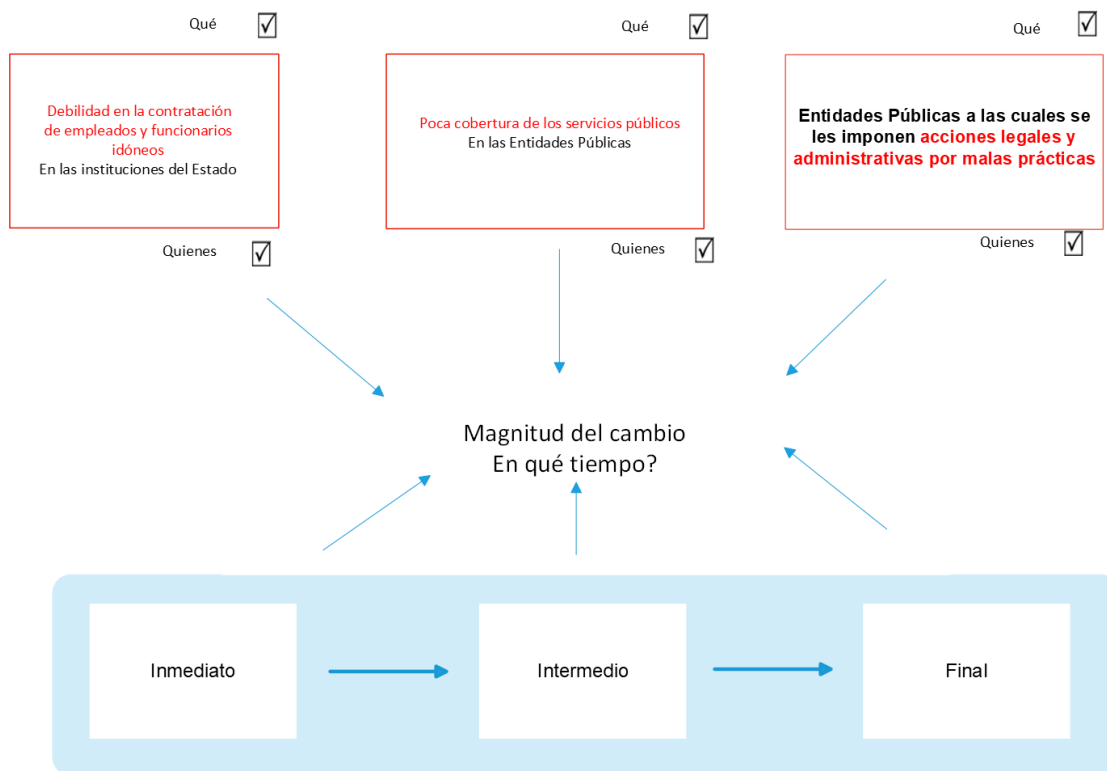 Qué
Qué
Qué
Debilidad en la contratación
de empleados y funcionarios
idóneos
En las instituciones del Estado
Poca cobertura de los servicios públicos
En las Entidades Públicas
Entidades Públicas a las cuales se
les imponen acciones legales y
administrativas por malas prácticas
Quienes
Quienes
Quienes
Magnitud del cambio
En qué tiempo?
Inmediato
Intermedio
Final